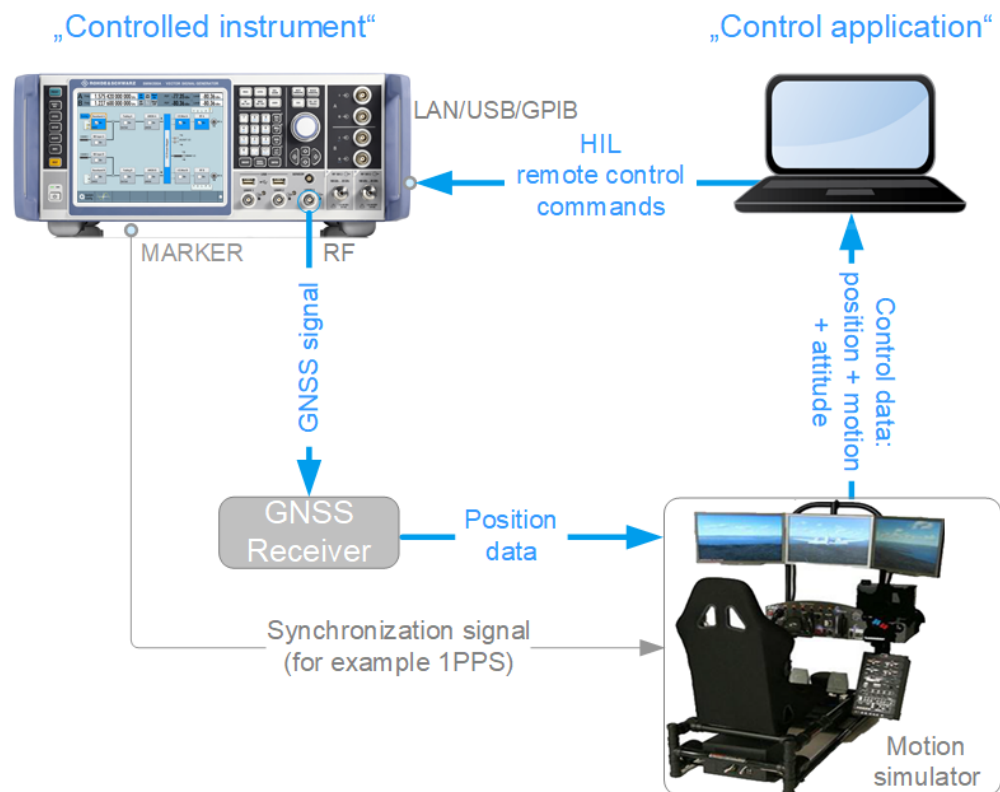 „Controlled instrument“
„Control application“
LAN/USB/GPIB
HIL
remote control
commands
MARKER
RF
GNSS signal
Control data:
position + motion
+ attitude
GNSS
Receiver
Position
data
Synchronization signal
(for example 1PPS)
Motion
simulator